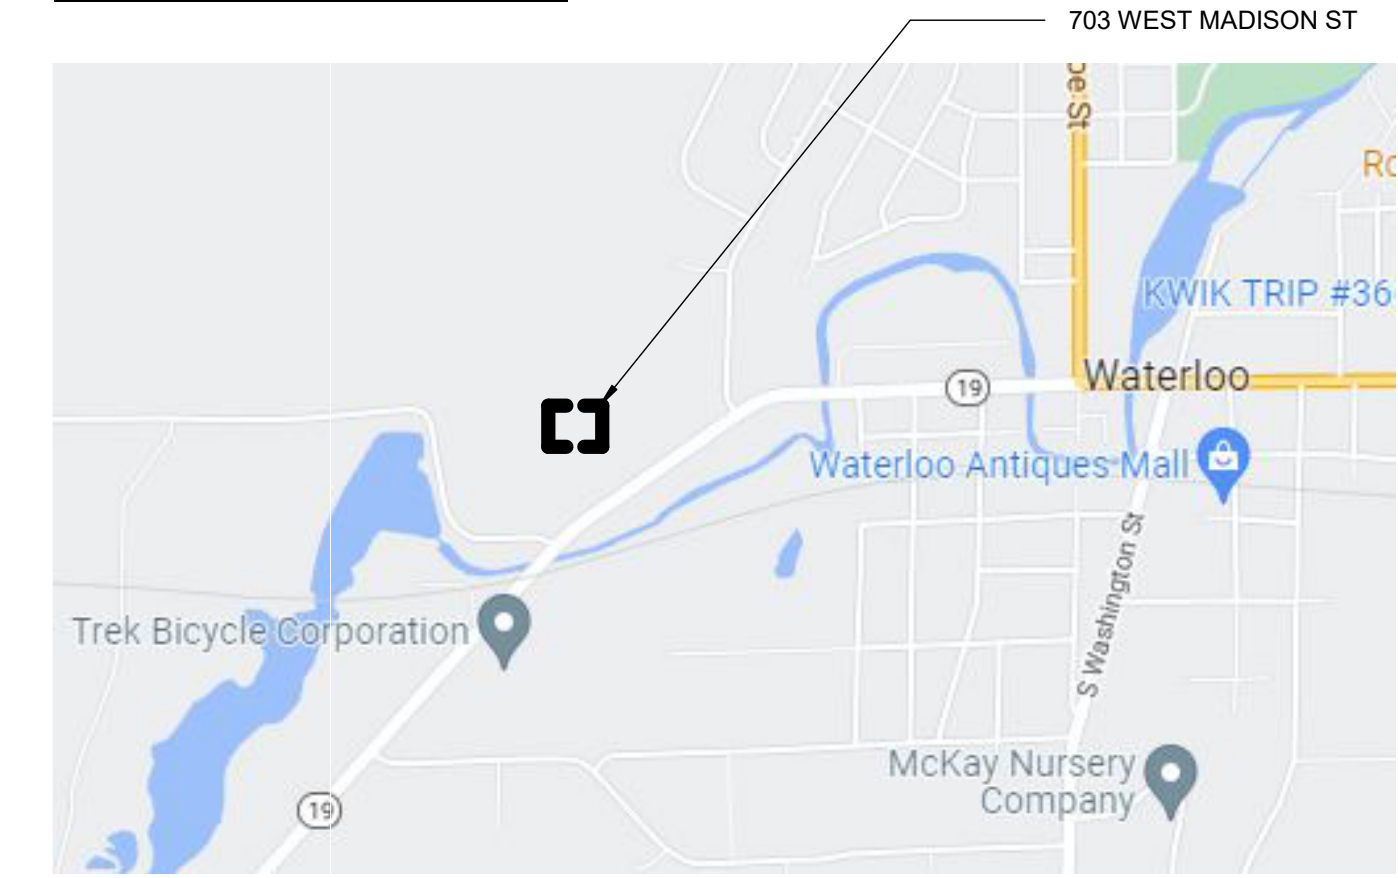 703 WEST MADISON ST
St
KWIK TRIP #36
19
Waterloo
Waterloo Antiques Mall
S Washington St
Trek Bicycle Corporation
McKay Nursery
Company
19